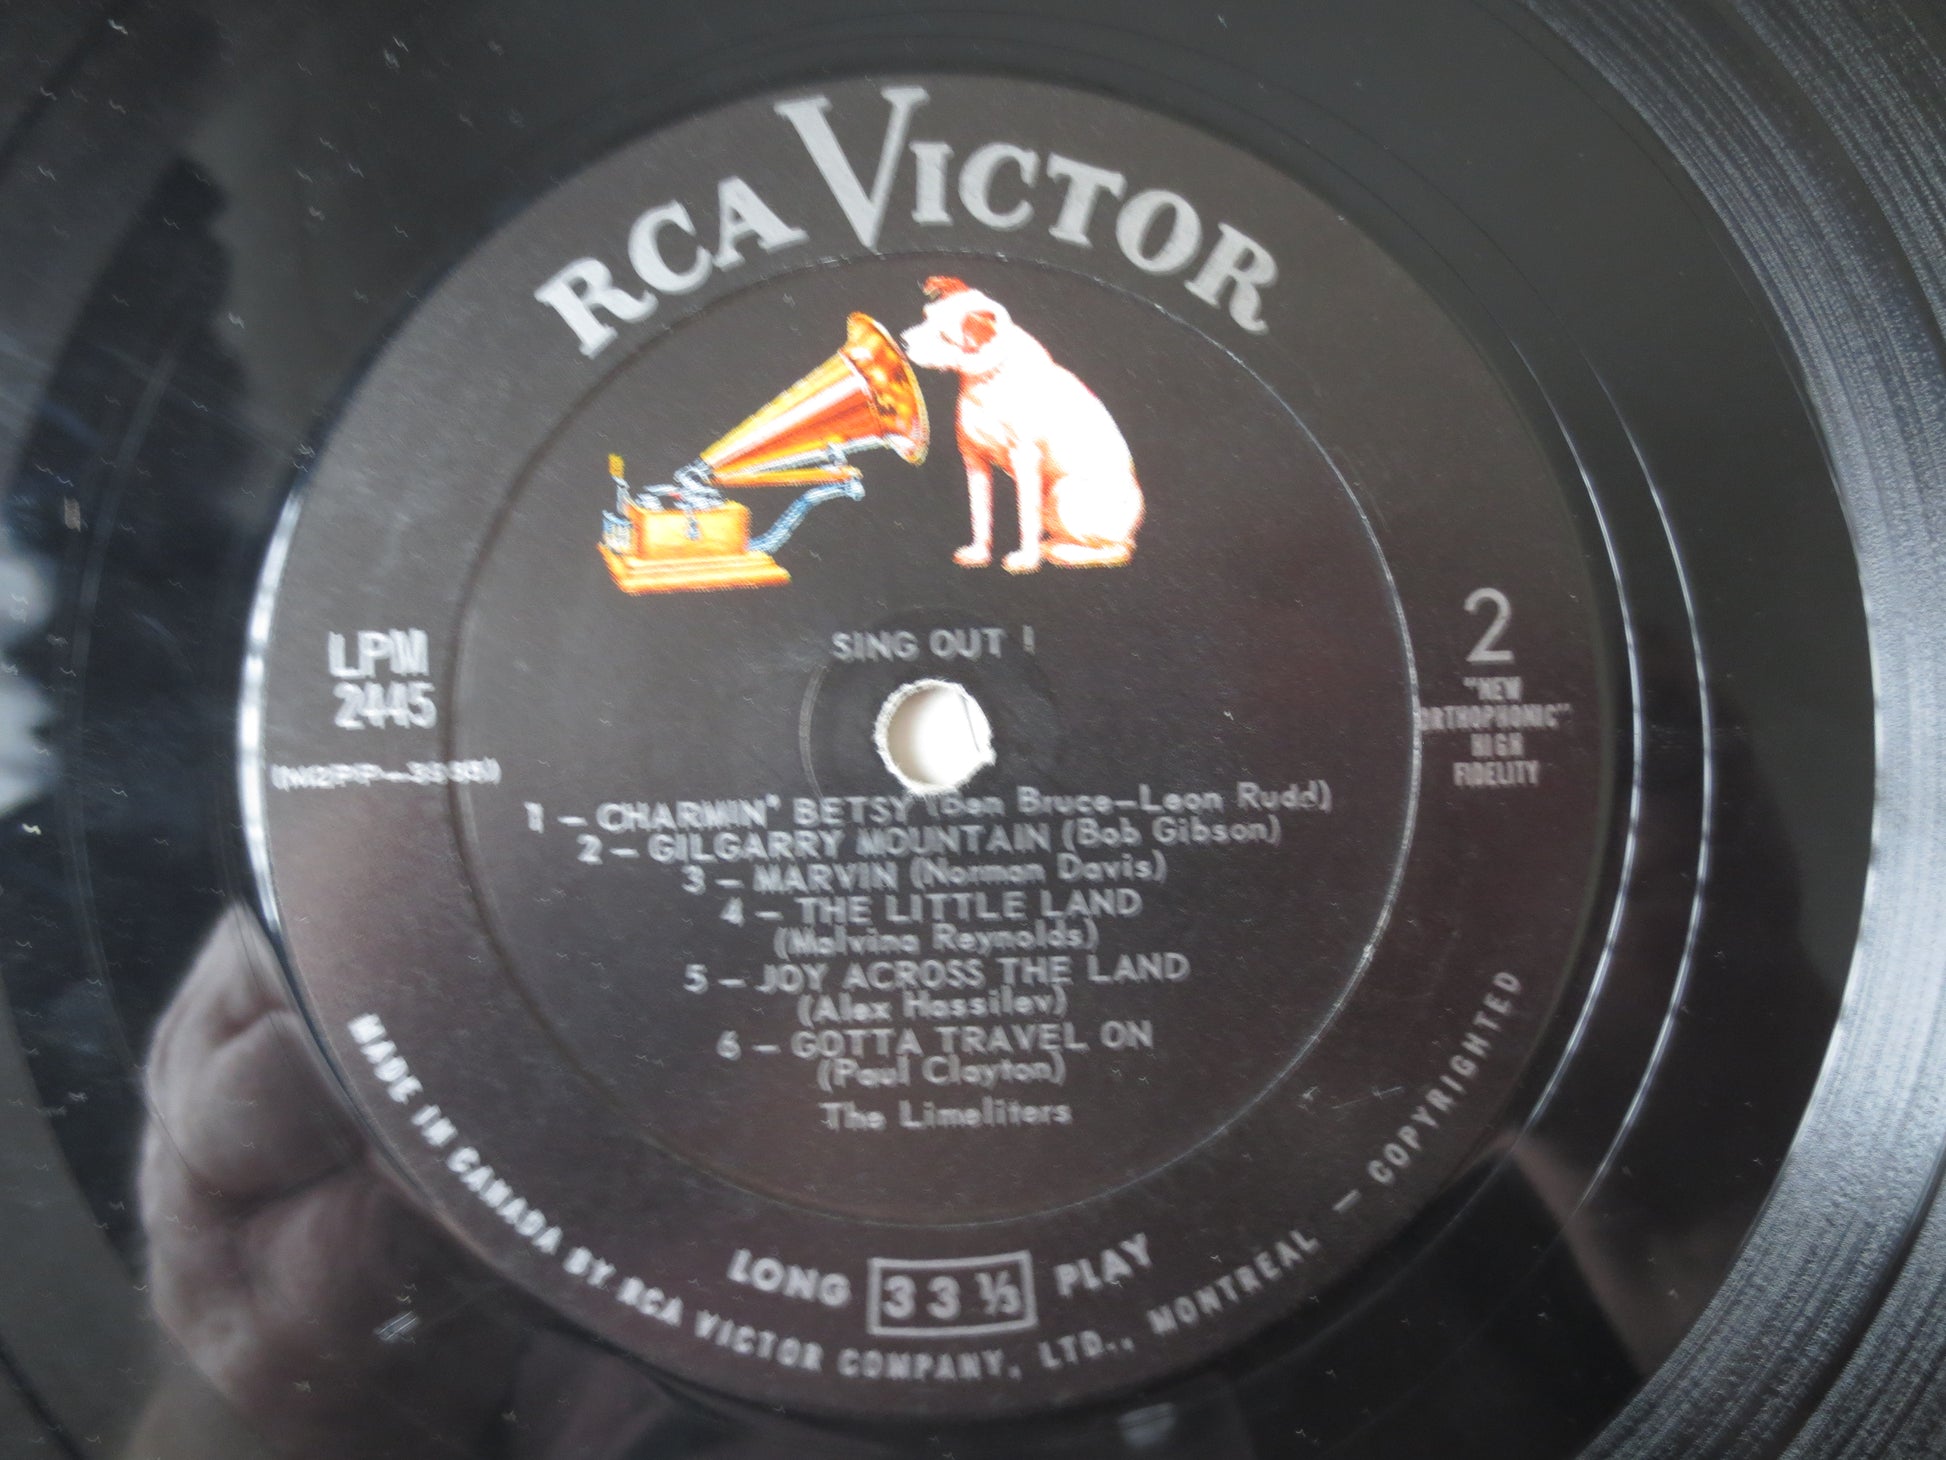 RCA VICTOR
SING OUT !
LPM
2445
2
"NEW
ORTHOPHONIC"
HIGH
FIDELITY
1 – CHARMIN' BETSY (Ben Bruce–Leon Rudd)
2 – GILGARRY MOUNTAIN (Bob Gibson)
3 – MARVIN (Norman Davis)
4 – THE LITTLE LAND
(Malvina Reynolds)
5 – JOY ACROSS THE LAND
(Alex Hassilev)
6 – GOTTA TRAVEL ON
(Paul Clayton)
The Limeliters
LONG 33 ⅓ PLAY
MADE IN CANADA BY RCA VICTOR COMPANY, LTD., MONTREAL – COPYRIGHTED